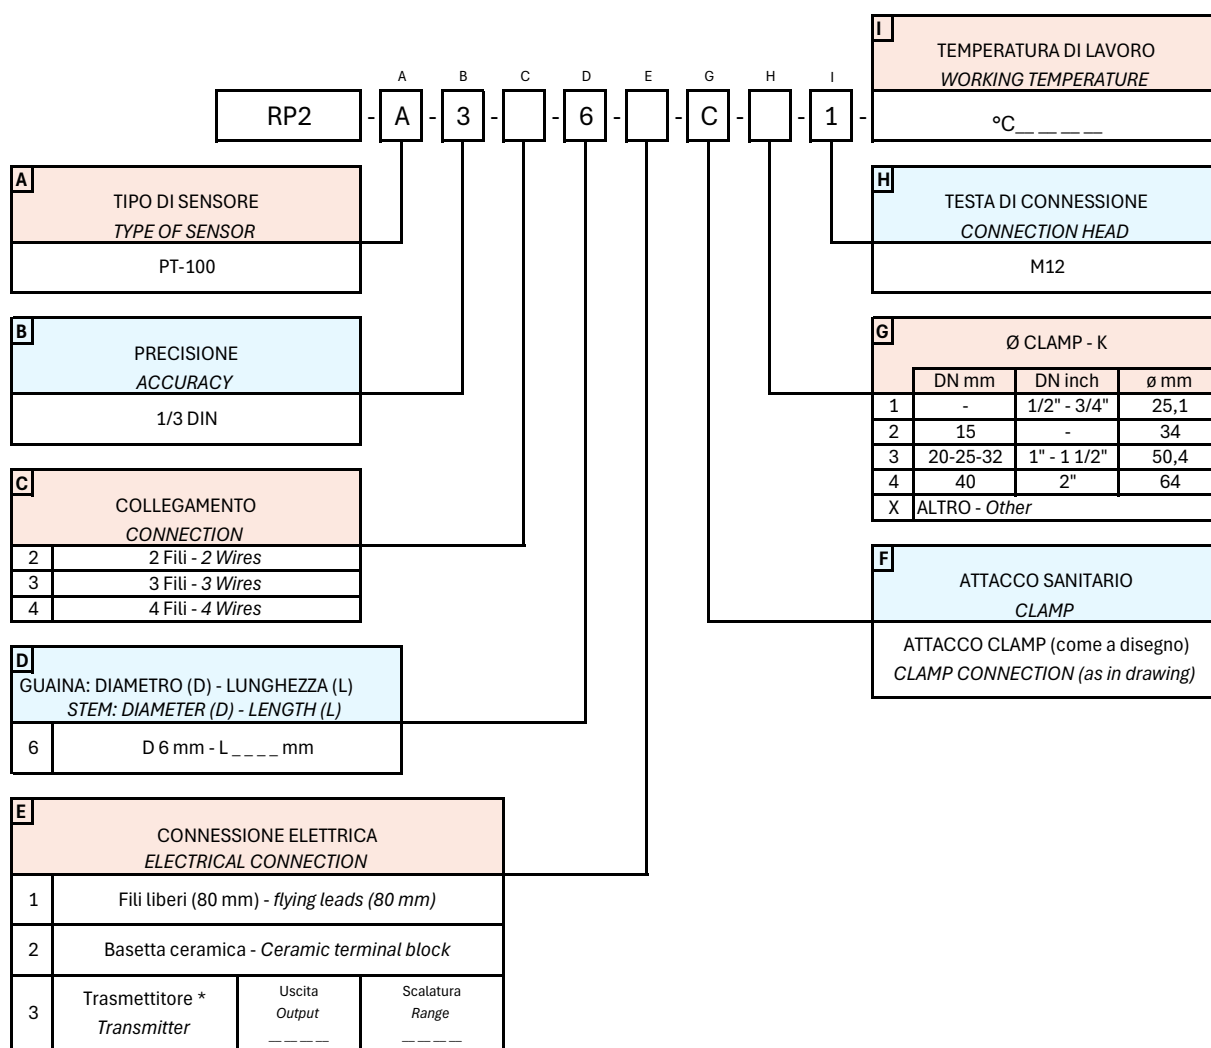 I
TEMPERATURA DI LAVORO
WORKING TEMPERATURE
°C_ _ _ _
A B C D E G H I
RP2 - A - 3 - - 6 - - C - - 1 -
A
TIPO DI SENSORE
TYPE OF SENSOR
PT-100
H
TESTA DI CONNESSIONE
CONNECTION HEAD
M12
B
PRECISIONE
ACCURACY
1/3 DIN
G
Ø CLAMP - K
DN mm DN inch ø mm
1 - 1/2" - 3/4" 25,1
2 15 - 34
3 20-25-32 1" - 1 1/2" 50,4
4 40 2" 64
X ALTRO - Other
C
COLLEGAMENTO
CONNECTION
2 2 Fili - 2 Wires
3 3 Fili - 3 Wires
4 4 Fili - 4 Wires
F
ATTACCO SANITARIO
CLAMP
ATTACCO CLAMP (come a disegno)
CLAMP CONNECTION (as in drawing)
D
GUAINA: DIAMETRO (D) - LUNGHEZZA (L)
STEM: DIAMETER (D) - LENGTH (L)
6 D 6 mm - L _ _ _ _ mm
E
CONNESSIONE ELETTRICA
ELECTRICAL CONNECTION
1 Fili liberi (80 mm) - flying leads (80 mm)
2 Basetta ceramica - Ceramic terminal block
3 Trasmettitore * Uscita Scalatura
Transmitter Output Range
_ _ _ _ _ _ _ _